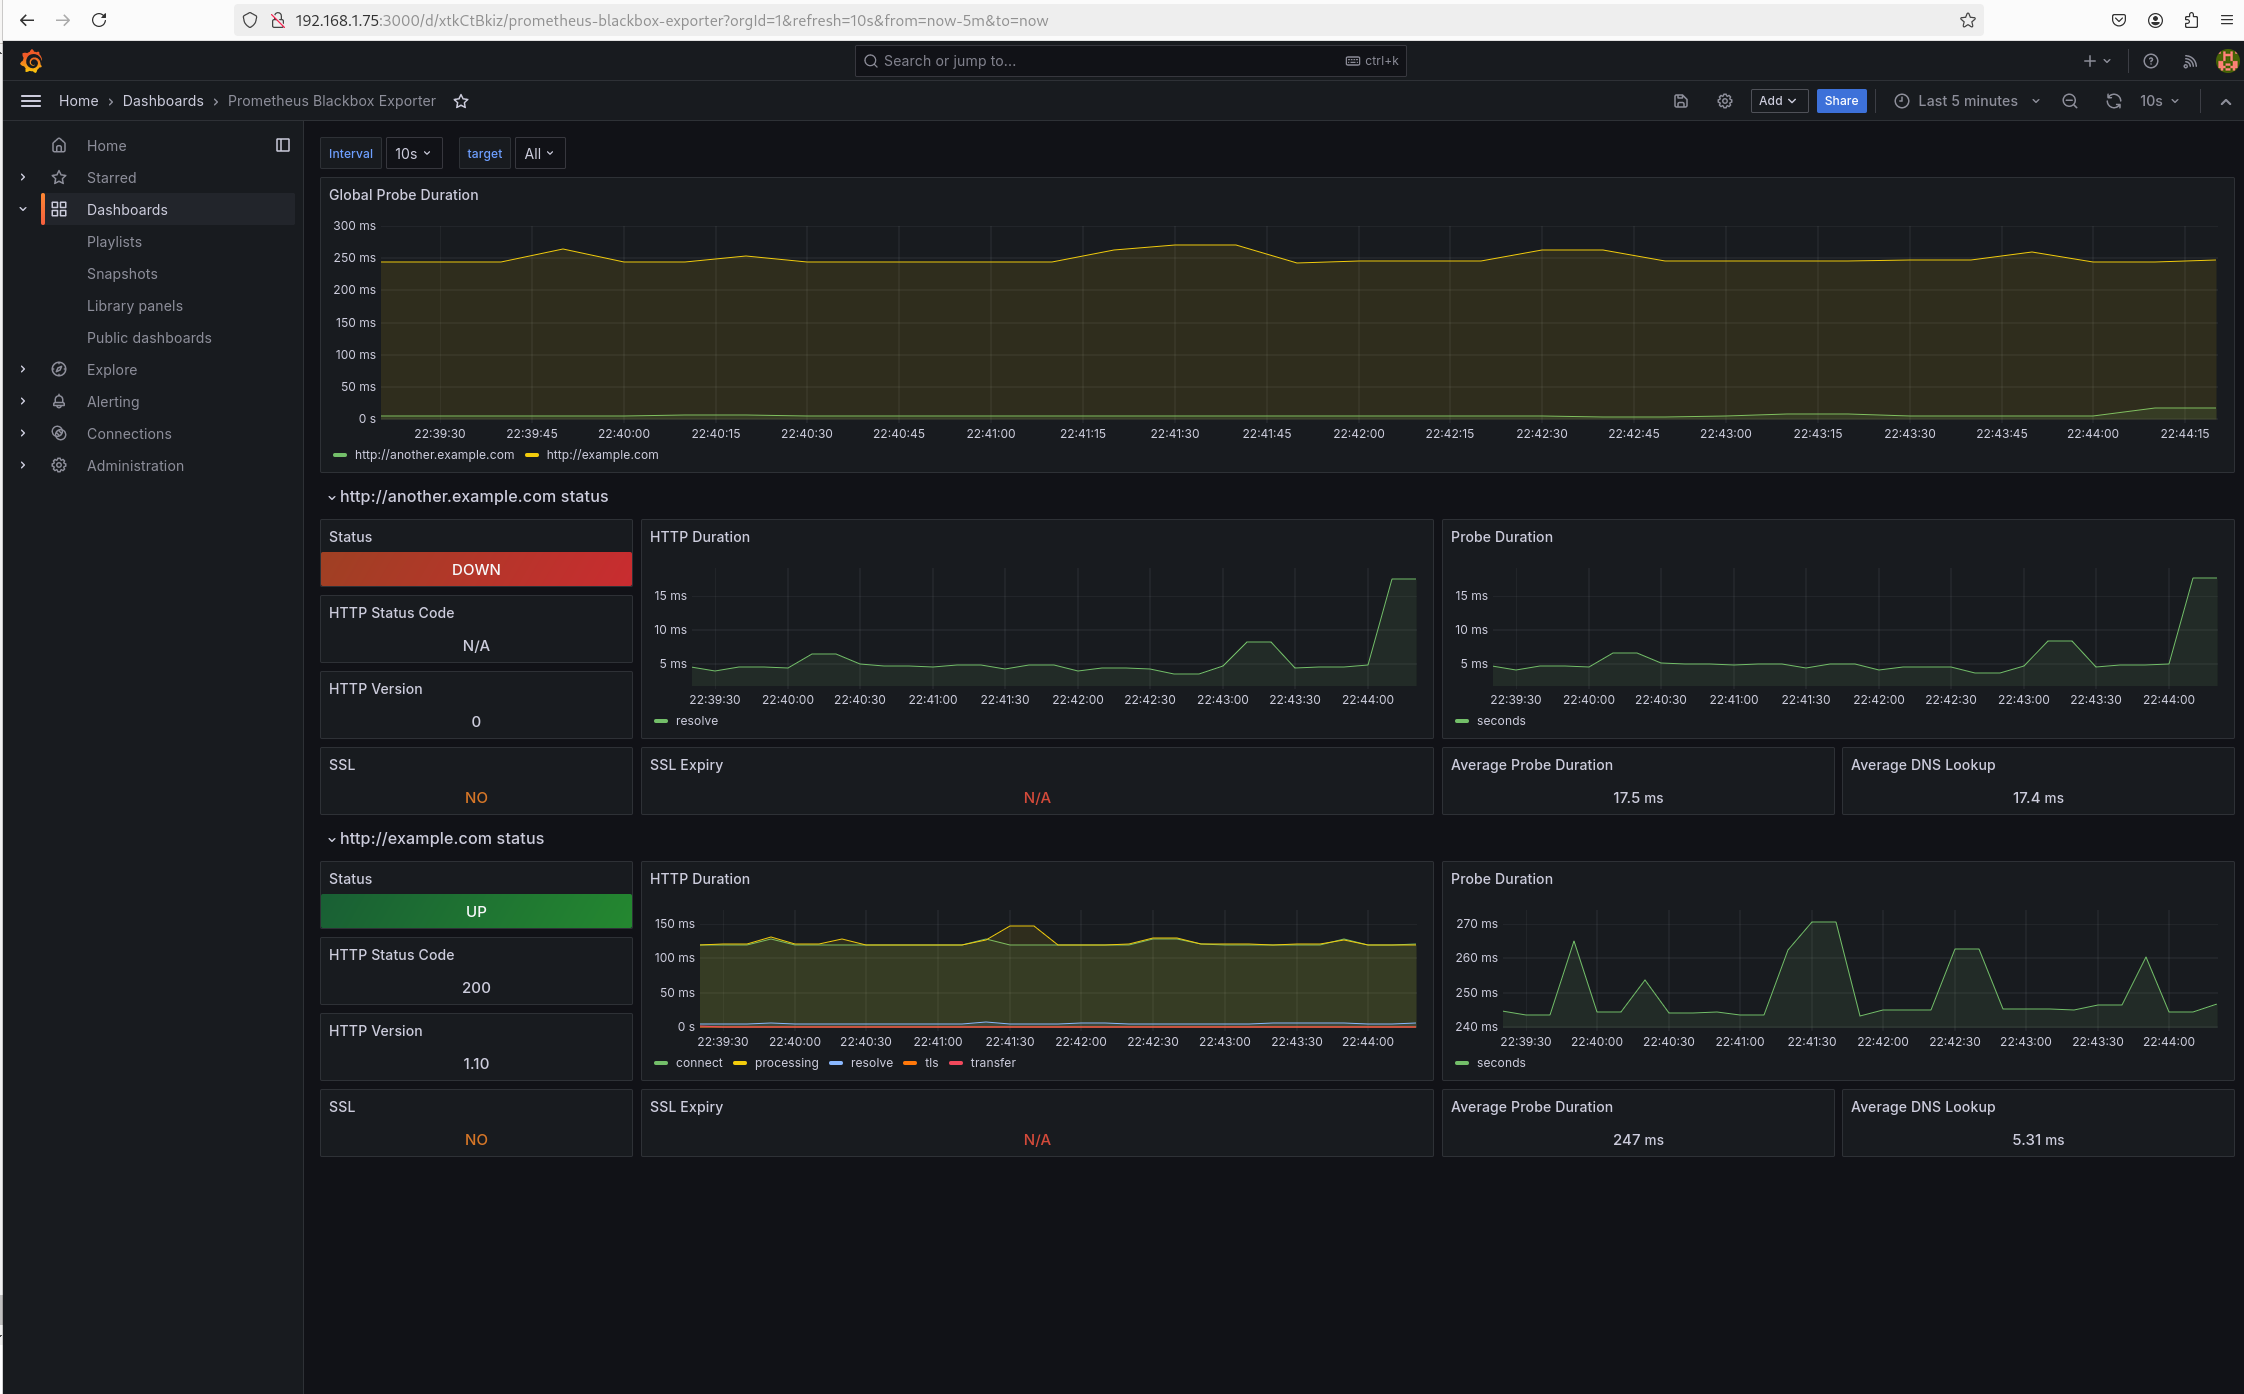 192.168.1.75:3000/d/xtkCtBkiz/prometheus-blackbox-exporter?orgId=1&refresh=10s&from=now-5m&to=now
Search or jump to... ctrl+k
Home › Dashboards › Prometheus Blackbox Exporter Add Share Last 5 minutes 10s
Home
Starred
Dashboards
Playlists
Snapshots
Library panels
Public dashboards
Explore
Alerting
Connections
Administration
Interval 10s target All
Global Probe Duration
300 ms
250 ms
200 ms
150 ms
100 ms
50 ms
0 s
22:39:30 22:39:45 22:40:00 22:40:15 22:40:30 22:40:45 22:41:00 22:41:15 22:41:30 22:41:45 22:42:00 22:42:15 22:42:30 22:42:45 22:43:00 22:43:15 22:43:30 22:43:45 22:44:00 22:44:15
http://another.example.com http://example.com
http://another.example.com status
Status
DOWN
HTTP Status Code
N/A
HTTP Version
0
HTTP Duration
15 ms
10 ms
5 ms
22:39:30 22:40:00 22:40:30 22:41:00 22:41:30 22:42:00 22:42:30 22:43:00 22:43:30 22:44:00
resolve
Probe Duration
15 ms
10 ms
5 ms
22:39:30 22:40:00 22:40:30 22:41:00 22:41:30 22:42:00 22:42:30 22:43:00 22:43:30 22:44:00
seconds
SSL
NO
SSL Expiry
N/A
Average Probe Duration
17.5 ms
Average DNS Lookup
17.4 ms
http://example.com status
Status
UP
HTTP Status Code
200
HTTP Version
1.10
HTTP Duration
150 ms
100 ms
50 ms
0 s
22:39:30 22:40:00 22:40:30 22:41:00 22:41:30 22:42:00 22:42:30 22:43:00 22:43:30 22:44:00
connect processing resolve tls transfer
Probe Duration
270 ms
260 ms
250 ms
240 ms
22:39:30 22:40:00 22:40:30 22:41:00 22:41:30 22:42:00 22:42:30 22:43:00 22:43:30 22:44:00
seconds
SSL
NO
SSL Expiry
N/A
Average Probe Duration
247 ms
Average DNS Lookup
5.31 ms